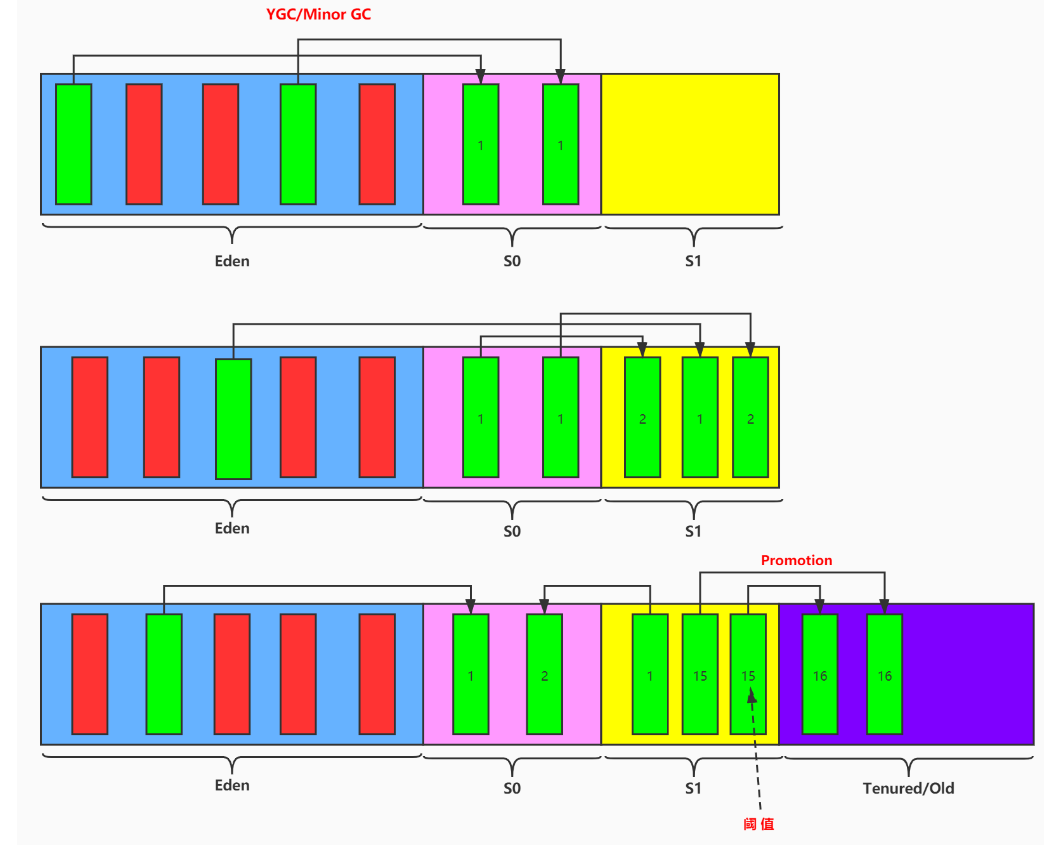 YGC/Minor GC
1 1
Eden S0 S1
1 1 2 1 2
Eden S0 S1
Promotion
1 2 1 15 15 16 16
Eden S0 S1 Tenured/Old
阈值